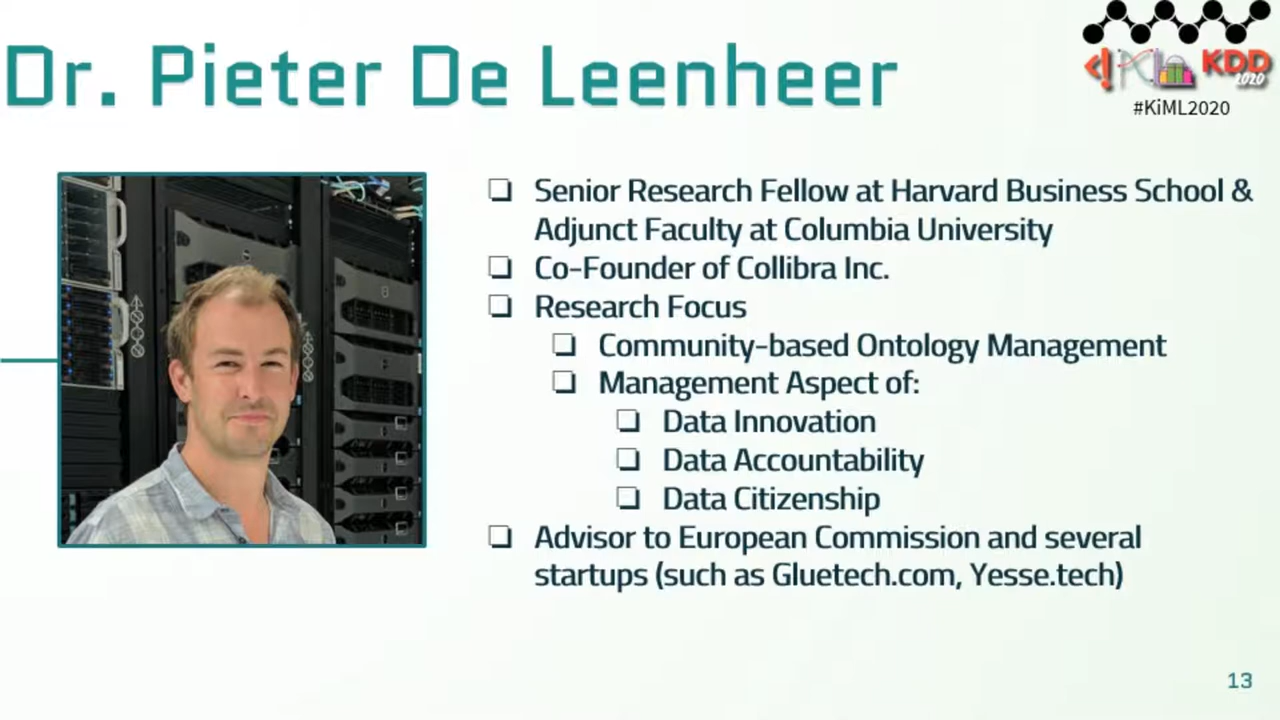 Dr. Pieter De Leenheer
KiML KDD
2020
#KiML2020
❏ Senior Research Fellow at Harvard Business School &
Adjunct Faculty at Columbia University
❏ Co-Founder of Collibra Inc.
❏ Research Focus
❏ Community-based Ontology Management
❏ Management Aspect of:
❏ Data Innovation
❏ Data Accountability
❏ Data Citizenship
❏ Advisor to European Commission and several
startups (such as Gluetech.com, Yesse.tech)
13